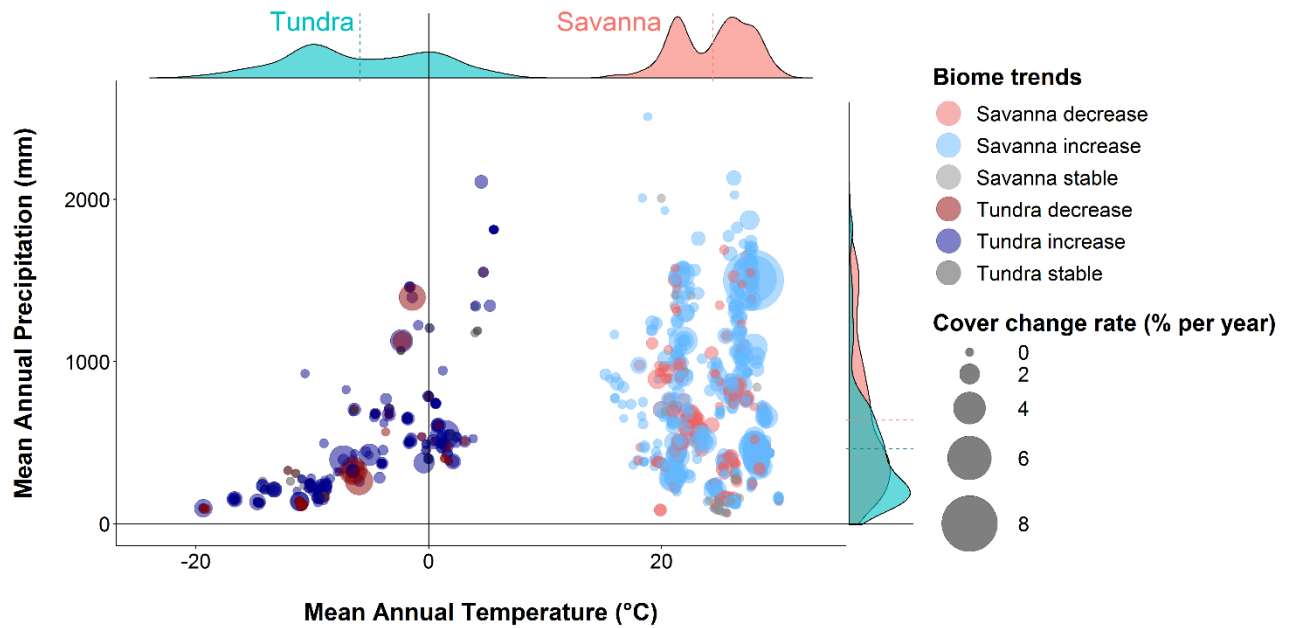 Tundra
Savanna
Mean Annual Precipitation (mm)
2000
1000
0
-20
0
20
Mean Annual Temperature (°C)
Biome trends
Savanna decrease
Savanna increase
Savanna stable
Tundra decrease
Tundra increase
Tundra stable
Cover change rate (% per year)
0
2
4
6
8